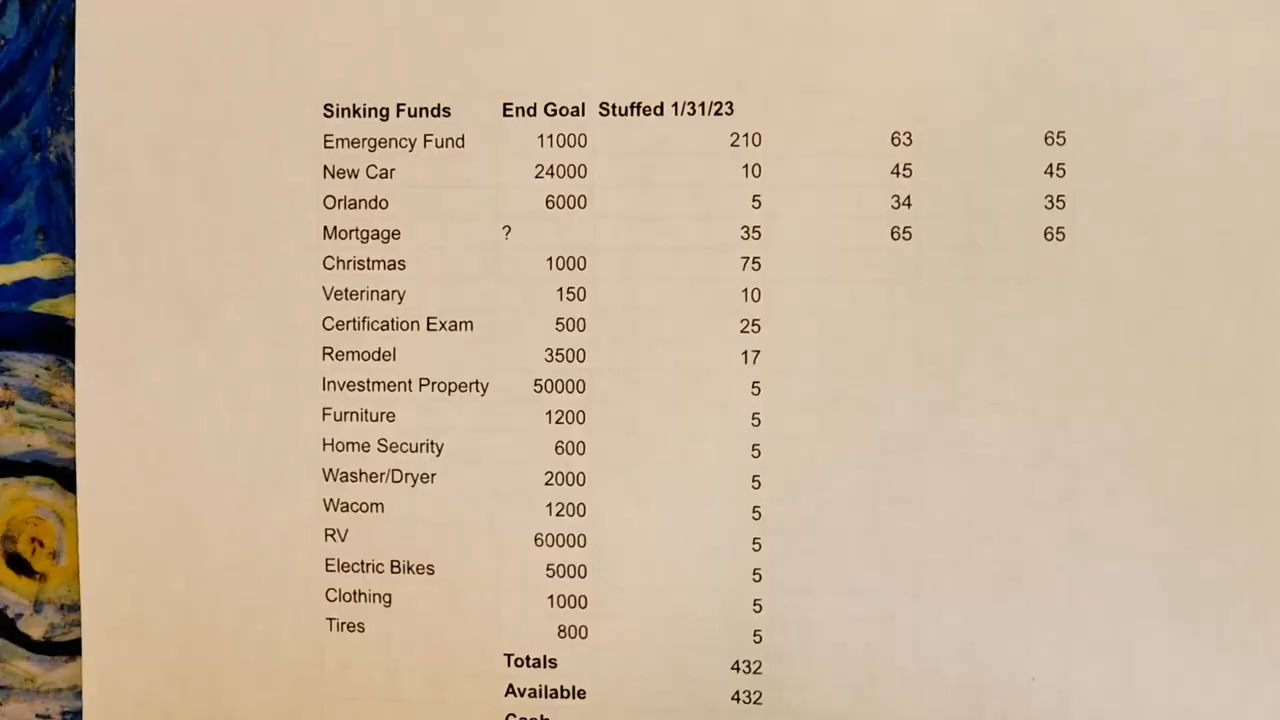 Sinking Funds End Goal Stuffed 1/31/23
Emergency Fund 11000 210 63 65
New Car 24000 10 45 45
Orlando 6000 5 34 35
Mortgage ? 35 65 65
Christmas 1000 75
Veterinary 150 10
Certification Exam 500 25
Remodel 3500 17
Investment Property 50000 5
Furniture 1200 5
Home Security 600 5
Washer/Dryer 2000 5
Wacom 1200 5
RV 60000 5
Electric Bikes 5000 5
Clothing 1000 5
Tires 800 5
Totals 432
Available 432
Cash